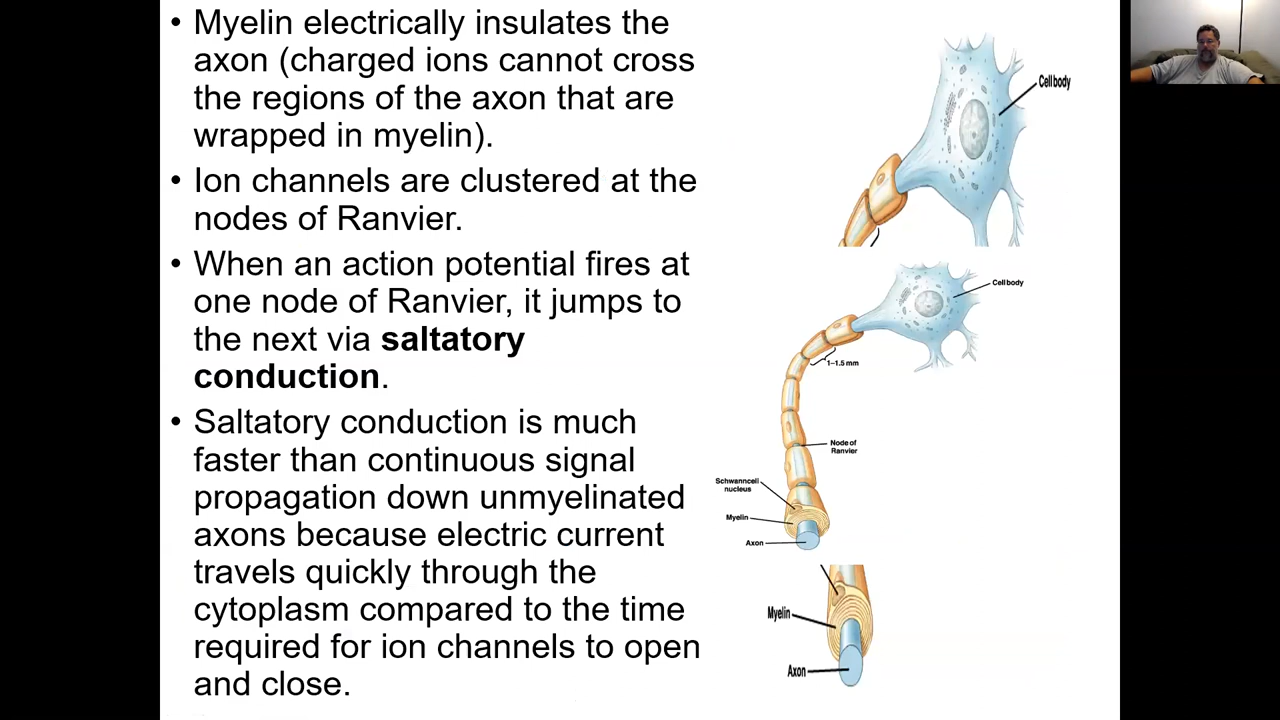 • Myelin electrically insulates the
axon (charged ions cannot cross
the regions of the axon that are
wrapped in myelin).
• Ion channels are clustered at the
nodes of Ranvier.
• When an action potential fires at
one node of Ranvier, it jumps to
the next via saltatory
conduction.
• Saltatory conduction is much
faster than continuous signal
propagation down unmyelinated
axons because electric current
travels quickly through the
cytoplasm compared to the time
required for ion channels to open
and close.
Cell body
Cell body
1–1.5 mm
Node of
Ranvier
Schwann cell
nucleus
Myelin
Axon
Myelin
Axon